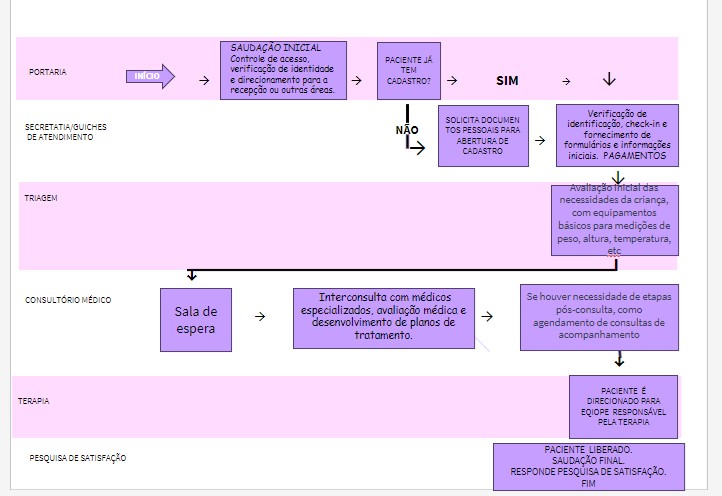 PORTARIA
INÍCIO
SAUDAÇÃO INICIAL
Controle de acesso,
verificação de identidade
e direcionamento para a
recepção ou outras áreas.
PACIENTE JÁ
TEM
CADASTRO?
SIM
SECRETATIA/GUICHES
DE ATENDIMENTO
NÃO
SOLICITA DOCUMEN
TOS PESSOAIS PARA
ABERTURA DE
CADASTRO
Verificação de
identificação, check-in e
fornecimento de
formulários e informações
iniciais. PAGAMENTOS
TRIAGEM
Avaliação inicial das
necessidades da criança,
com equipamentos
básicos para medições de
peso, altura, temperatura,
etc
CONSULTÓRIO MÉDICO
Sala de
espera
Interconsulta com médicos
especializados, avaliação médica e
desenvolvimento de planos de
tratamento.
Se houver necessidade de etapas
pós-consulta, como
agendamento de consultas de
acompanhamento
TERAPIA
PACIENTE É
DIRECIONADO PARA
EQIOPE RESPONSÁVEL
PELA TERAPIA
PESQUISA DE SATISFAÇÃO
PACIENTE LIBERADO.
SAUDAÇÃO FINAL.
RESPONDE PESQUISA DE SATISFAÇÃO.
FIM